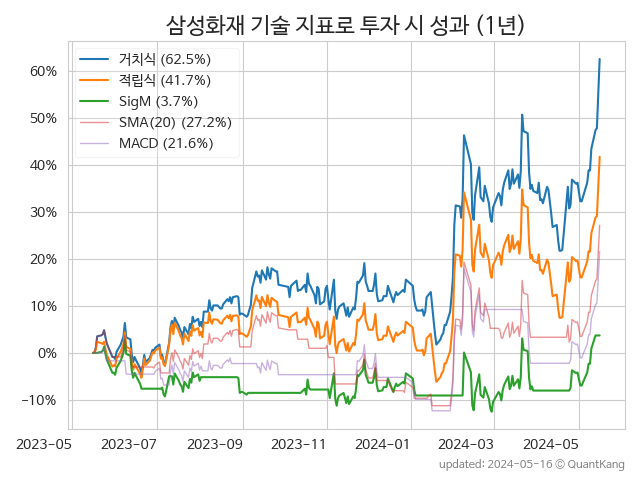 삼성화재 기술 지표로 투자 시 성과 (1년)
거치식 (62.5%)
적립식 (41.7%)
SigM (3.7%)
SMA(20) (27.2%)
MACD (21.6%)
60%
50%
40%
30%
20%
10%
0%
−10%
2023-05 2023-07 2023-09 2023-11 2024-01 2024-03 2024-05
updated: 2024-05-16 © QuantKang